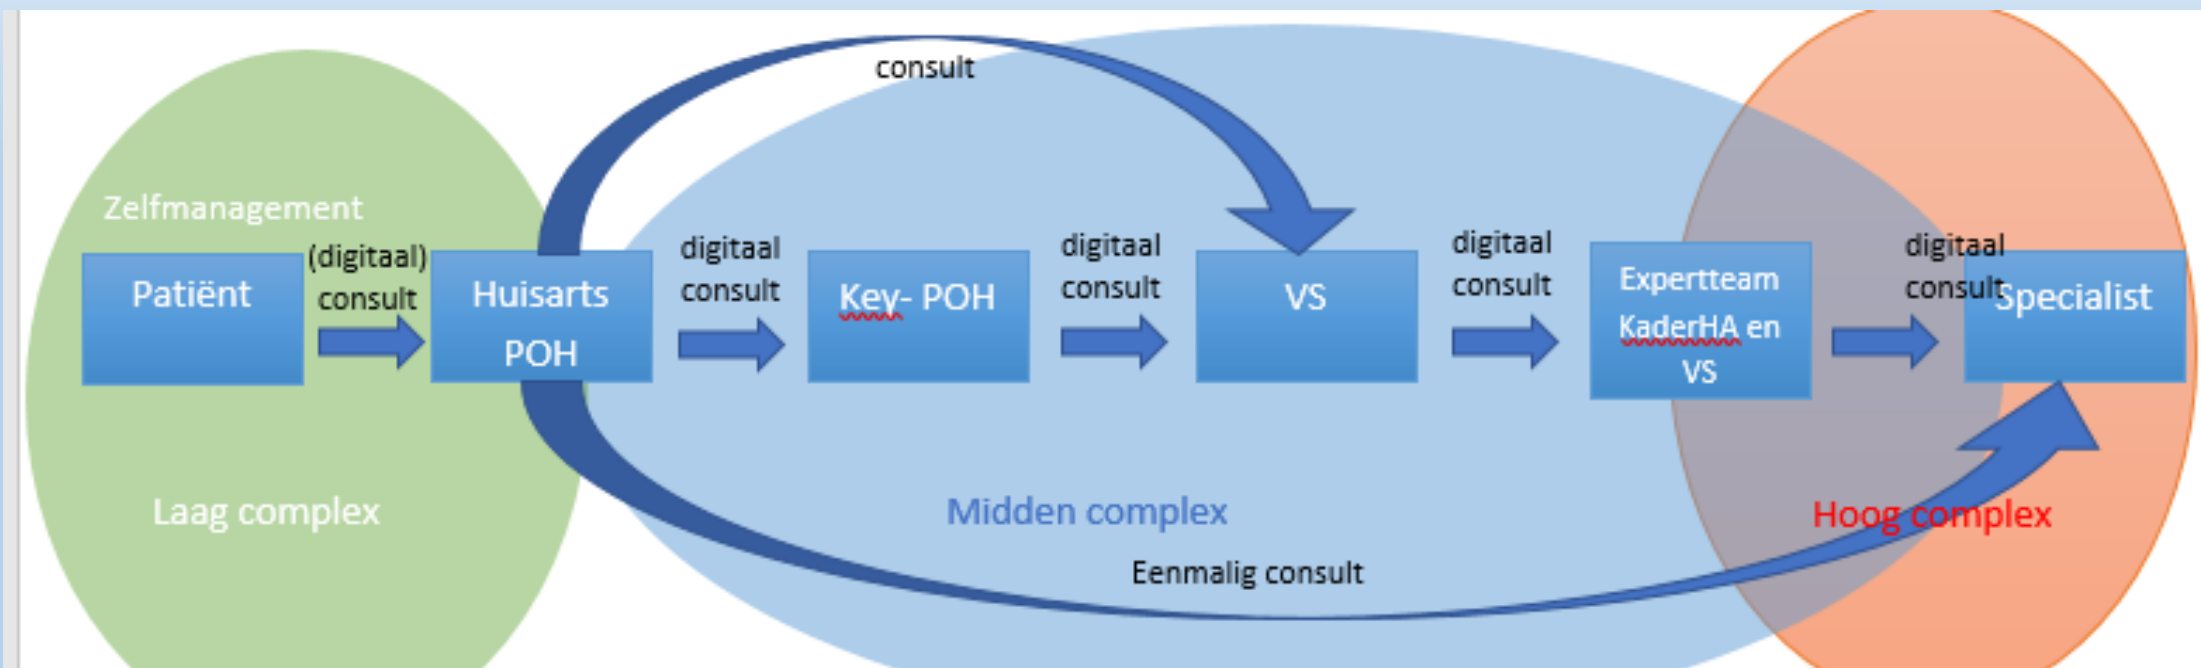 consult
Zelfmanagement
Patiënt
(digitaal)
consult
Huisarts
POH
digitaal
consult
Key- POH
digitaal
consult
VS
digitaal
consult
Expertteam
KaderHA en
VS
digitaal
consult
Specialist
Laag complex
Midden complex
Hoog complex
Eenmalig consult